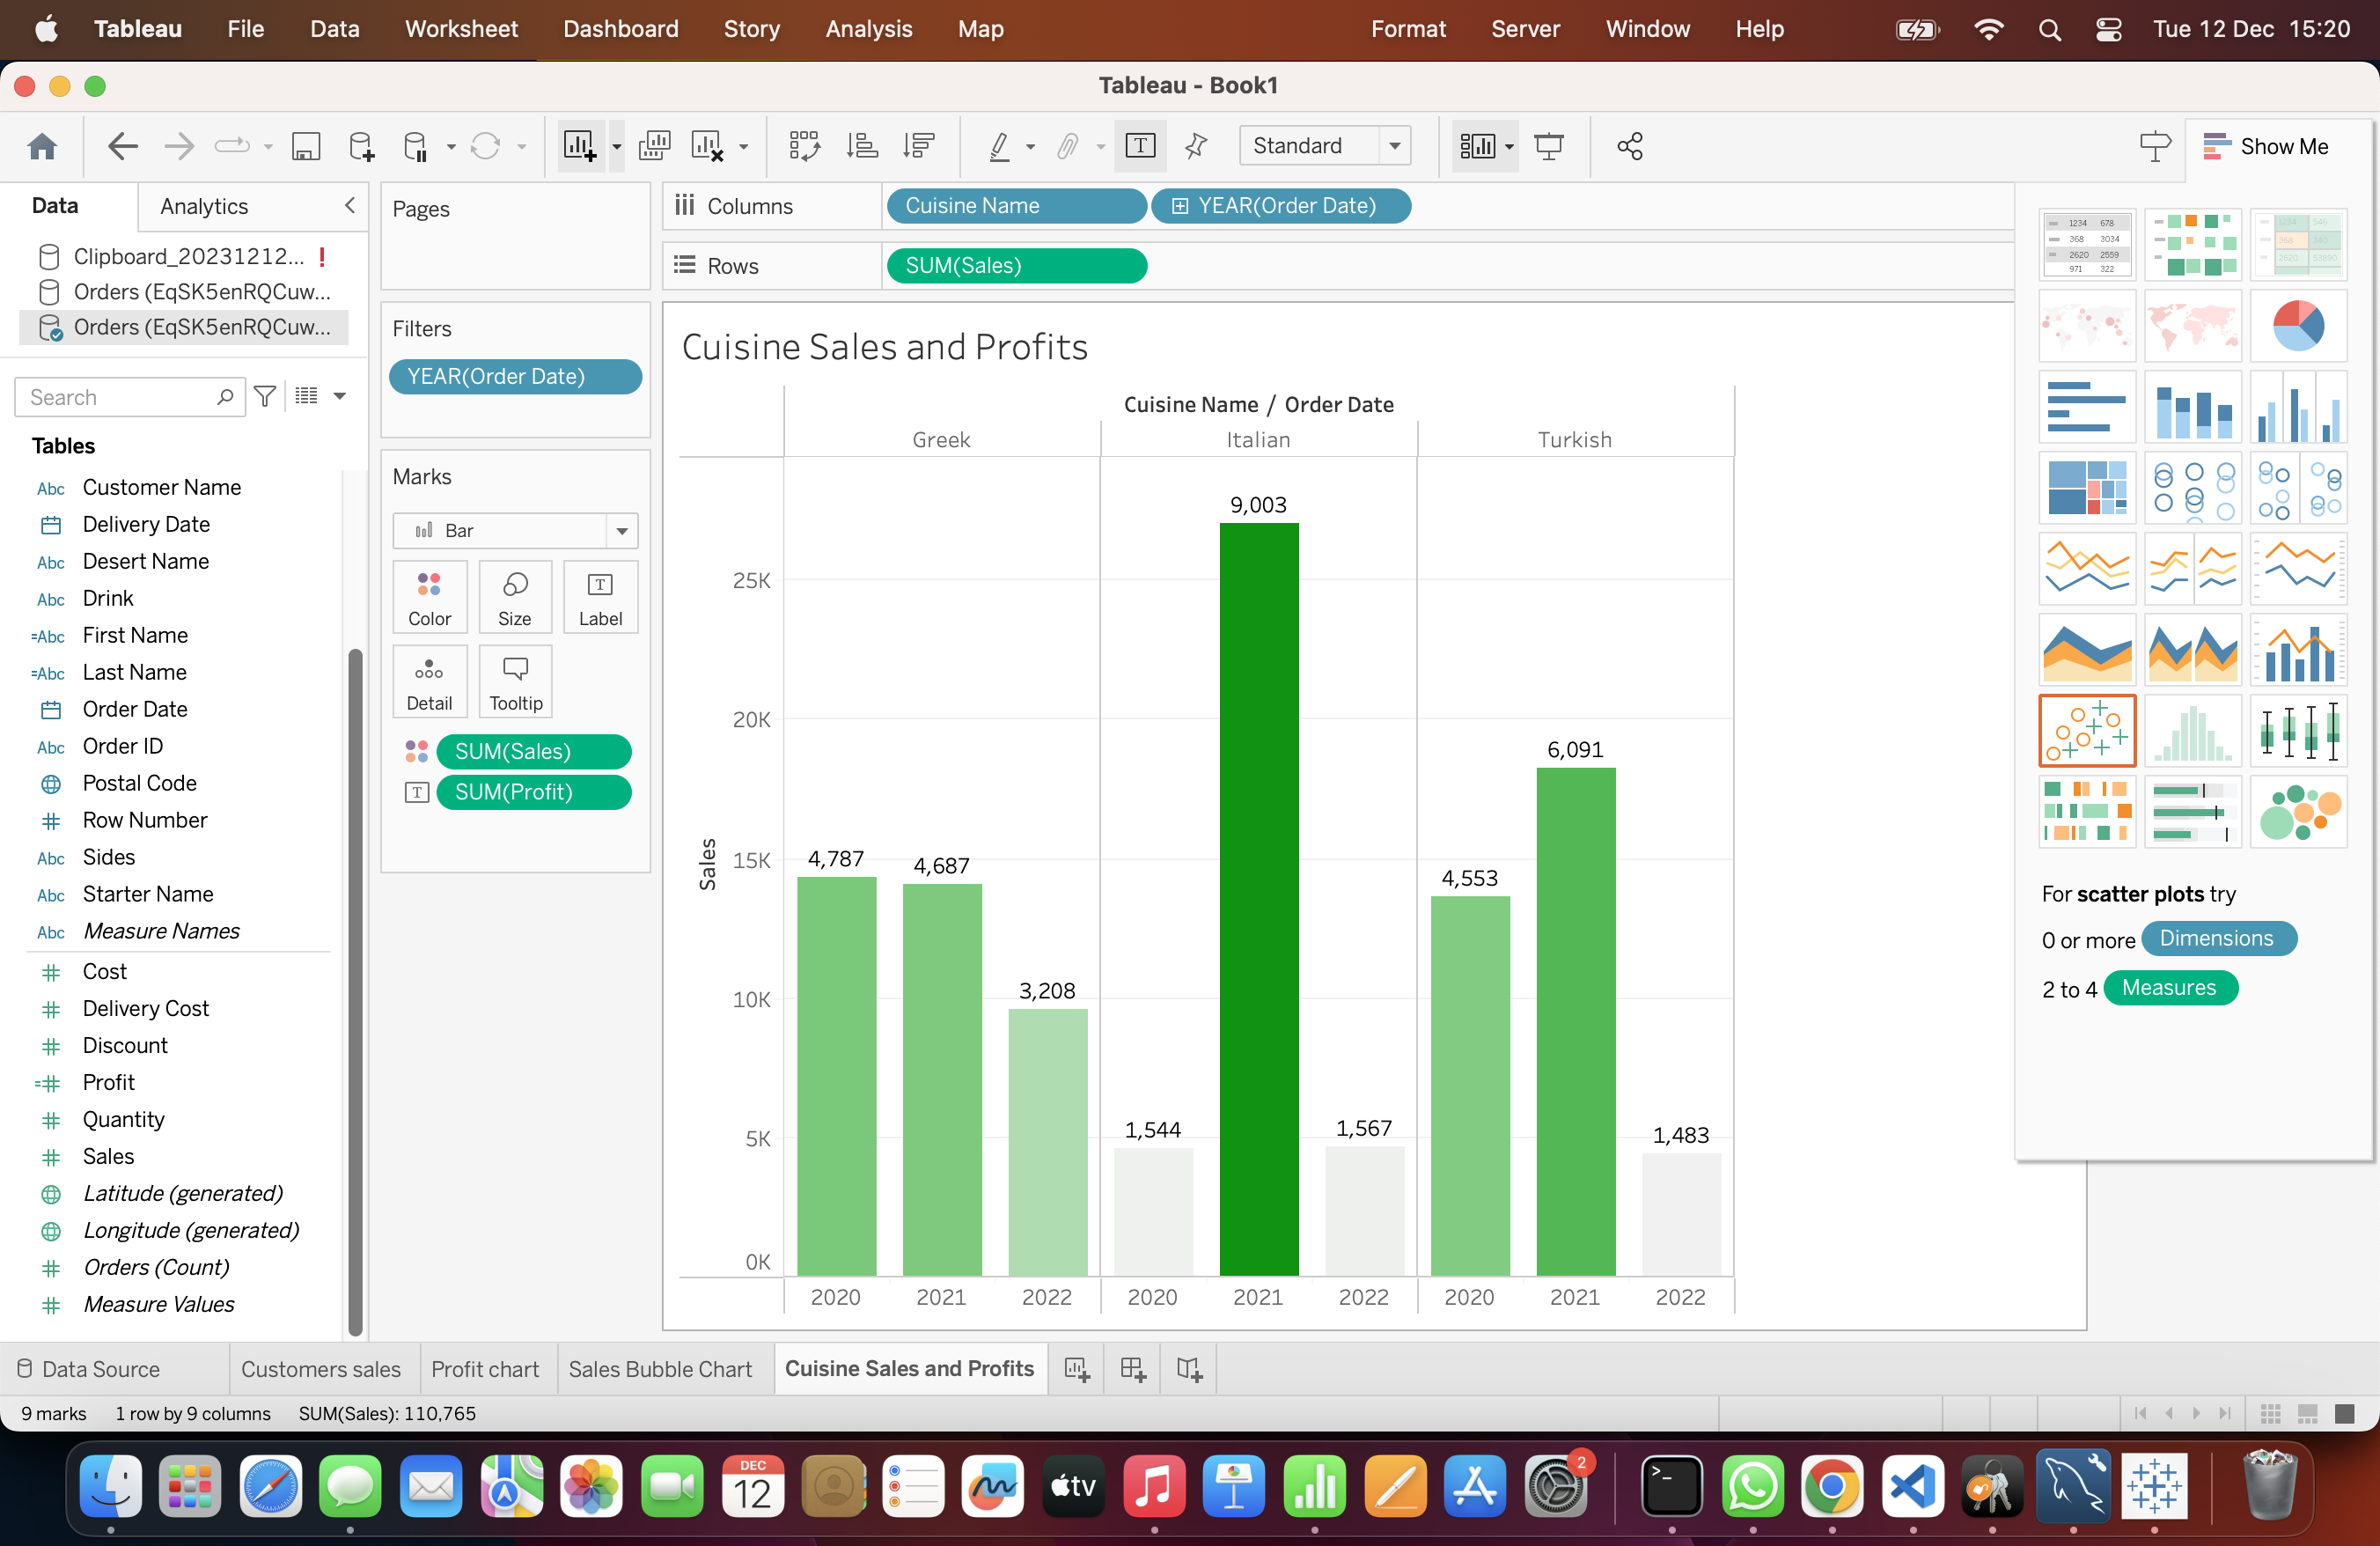 Tableau File Data Worksheet Dashboard Story Analysis Map Format Server Window Help Tue 12 Dec 15:20
Tableau - Book1
Standard
Show Me
Data Analytics
Clipboard_20231212... !
Orders (EqSK5enRQCuw...
Orders (EqSK5enRQCuw...
Search
Tables
Abc Customer Name
Delivery Date
Abc Desert Name
Abc Drink
=Abc First Name
=Abc Last Name
Order Date
Abc Order ID
Postal Code
# Row Number
Abc Sides
Abc Starter Name
Abc Measure Names
# Cost
# Delivery Cost
# Discount
=# Profit
# Quantity
# Sales
Latitude (generated)
Longitude (generated)
# Orders (Count)
# Measure Values
Pages
Filters
YEAR(Order Date)
Marks
Bar
Color Size T Label
Detail Tooltip
SUM(Sales)
T SUM(Profit)
Columns Cuisine Name YEAR(Order Date)
Rows SUM(Sales)
Cuisine Sales and Profits
Cuisine Name / Order Date
Greek Italian Turkish
Sales
25K
20K
15K
10K
5K
0K
4,787
4,687
3,208
1,544
9,003
1,567
4,553
6,091
1,483
2020 2021 2022 2020 2021 2022 2020 2021 2022
1234 678
368 3034
2620 2559
971 322
For scatter plots try
0 or more Dimensions
2 to 4 Measures
Data Source Customers sales Profit chart Sales Bubble Chart Cuisine Sales and Profits
9 marks 1 row by 9 columns SUM(Sales): 110,765
DEC
12
tv
2